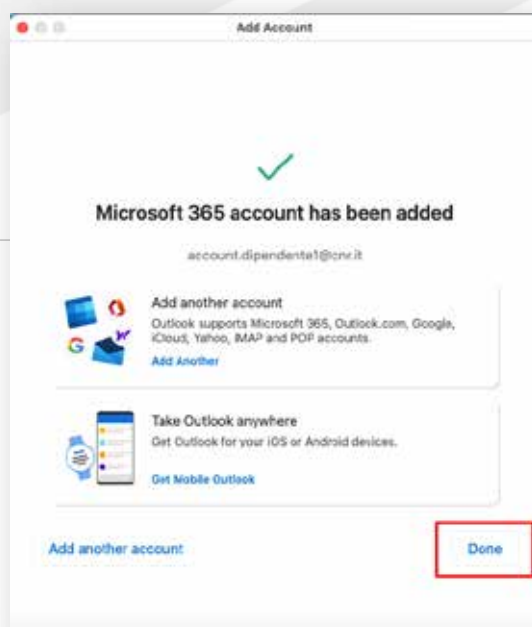 Add Account
Microsoft 365 account has been added
account.dipendente1@cnr.it
Add another account
Outlook supports Microsoft 365, Outlook.com, Google,
iCloud, Yahoo, IMAP and POP accounts.
Add Another
Take Outlook anywhere
Get Outlook for your iOS or Android devices.
Get Mobile Outlook
Add another account
Done